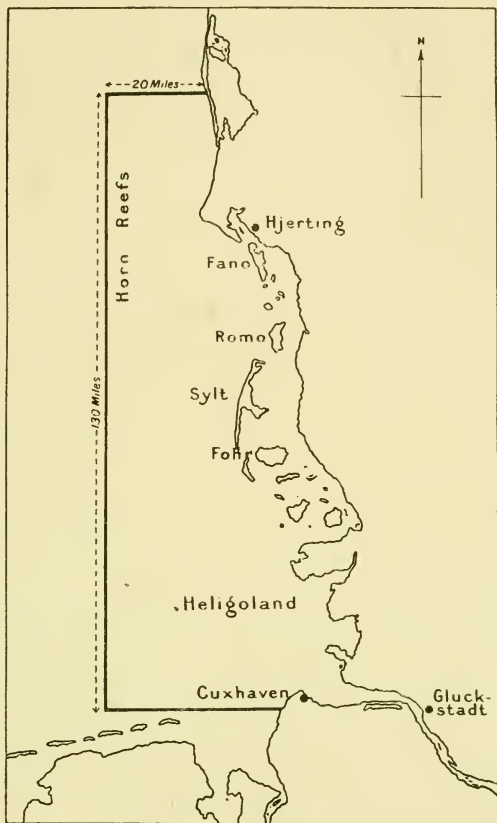 N
20 Miles
Horn Reefs
Hjerting
Fano
Romo
130 Miles
Sylt
Fohr
Heligoland
Cuxhaven
Gluck-
stadt